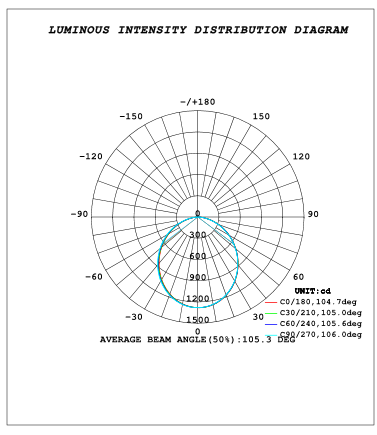 LUMINOUS INTENSITY DISTRIBUTION DIAGRAM
-/+180
-150
150
-120
120
-90
0
90
300
600
-60
60
900
UNIT:cd
1200
C0/180,104.7deg
-30
1500
30
C30/210,105.0deg
C60/240,105.6deg
0
C90/270,106.0deg
AVERAGE BEAM ANGLE(50%):105.3 DEG